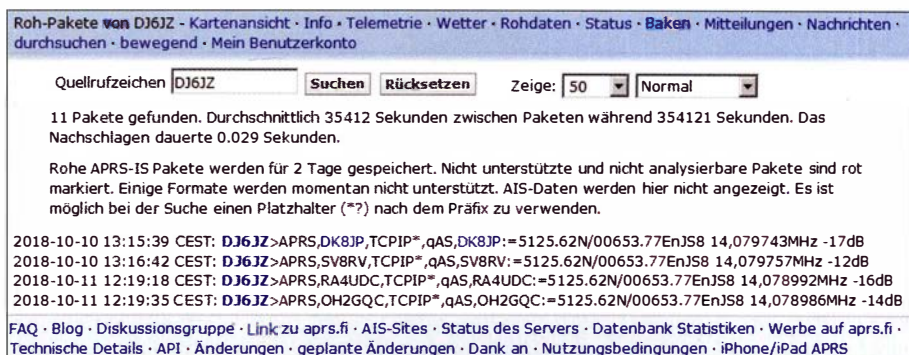 Roh-Pakete von DJ6JZ - Kartenansicht · Info · Telemetrie · Wetter · Rohdaten · Status · Baken · Mitteilungen · Nachrichten ·
durchsuchen · bewegend · Mein Benutzerkonto
Quellrufzeichen DJ6JZ Suchen Rücksetzen Zeige: 50 Normal
11 Pakete gefunden. Durchschnittlich 35412 Sekunden zwischen Paketen während 354121 Sekunden. Das
Nachschlagen dauerte 0.029 Sekunden.
Rohe APRS-IS Pakete werden für 2 Tage gespeichert. Nicht unterstützte und nicht analysierbare Pakete sind rot
markiert. Einige Formate werden momentan nicht unterstützt. AIS-Daten werden hier nicht angezeigt. Es ist
möglich bei der Suche einen Platzhalter (*?) nach dem Präfix zu verwenden.
2018-10-10 13:15:39 CEST: DJ6JZ>APRS,DK8JP,TCPIP*,qAS,DK8JP:=5125.62N/00653.77EnJS8 14,079743MHz -17dB
2018-10-10 13:16:42 CEST: DJ6JZ>APRS,SV8RV,TCPIP*,qAS,SV8RV:=5125.62N/00653.77EnJS8 14,079757MHz -12dB
2018-10-11 12:19:18 CEST: DJ6JZ>APRS,RA4UDC,TCPIP*,qAS,RA4UDC:=5125.62N/00653.77EnJS8 14,078992MHz -16dB
2018-10-11 12:19:35 CEST: DJ6JZ>APRS,OH2GQC,TCPIP*,qAS,OH2GQC:=5125.62N/00653.77EnJS8 14,078986MHz -14dB
FAQ · Blog · Diskussionsgruppe · Link zu aprs.fi · AIS-Sites · Status des Servers · Datenbank Statistiken · Werbe auf aprs.fi ·
Technische Details · API · Änderungen · geplante Änderungen · Dank an · Nutzungsbedingungen · iPhone/iPad APRS